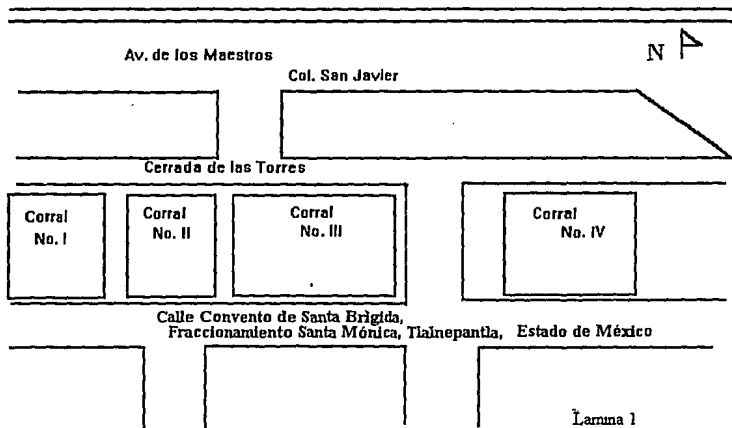 Av. de los Maestros
N
Col. San Javier
Cerrada de las Torres
Corral
No. I
Corral
No. II
Corral
No. III
Corral
No. IV
Calle Convento de Santa Brigida,
Fraccionamiento Santa Mónica, Tlalnepantla, Estado de México
Lamina 1